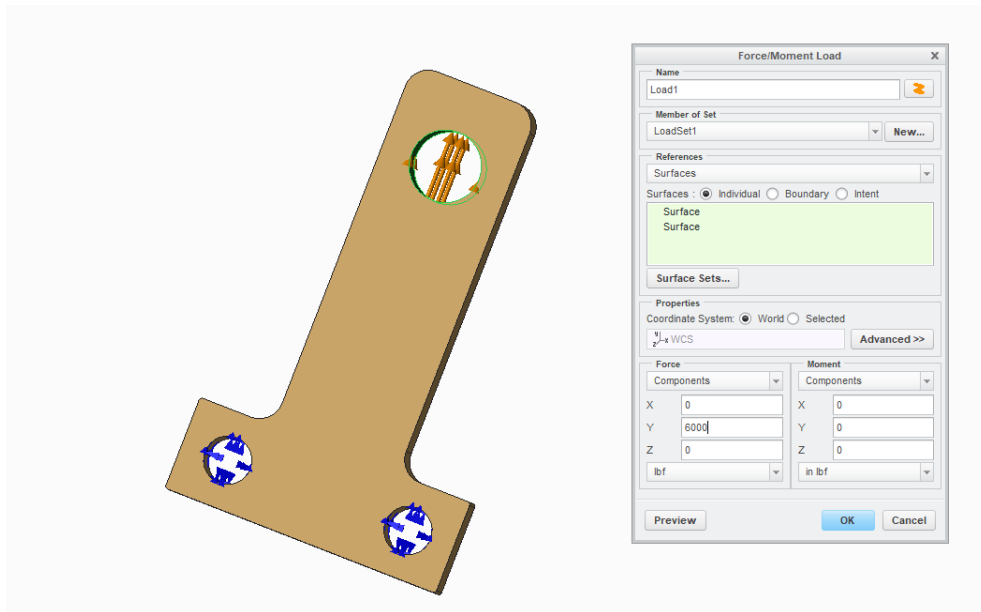 Force/Moment Load X
Name
Load1
Member of Set
LoadSet1 New...
References
Surfaces
Surfaces : Individual Boundary Intent
Surface
Surface
Surface Sets...
Properties
Coordinate System: World Selected
y x z WCS Advanced >>
Force Moment
Components Components
X 0 X 0
Y 6000 Y 0
Z 0 Z 0
lbf in lbf
Preview OK Cancel